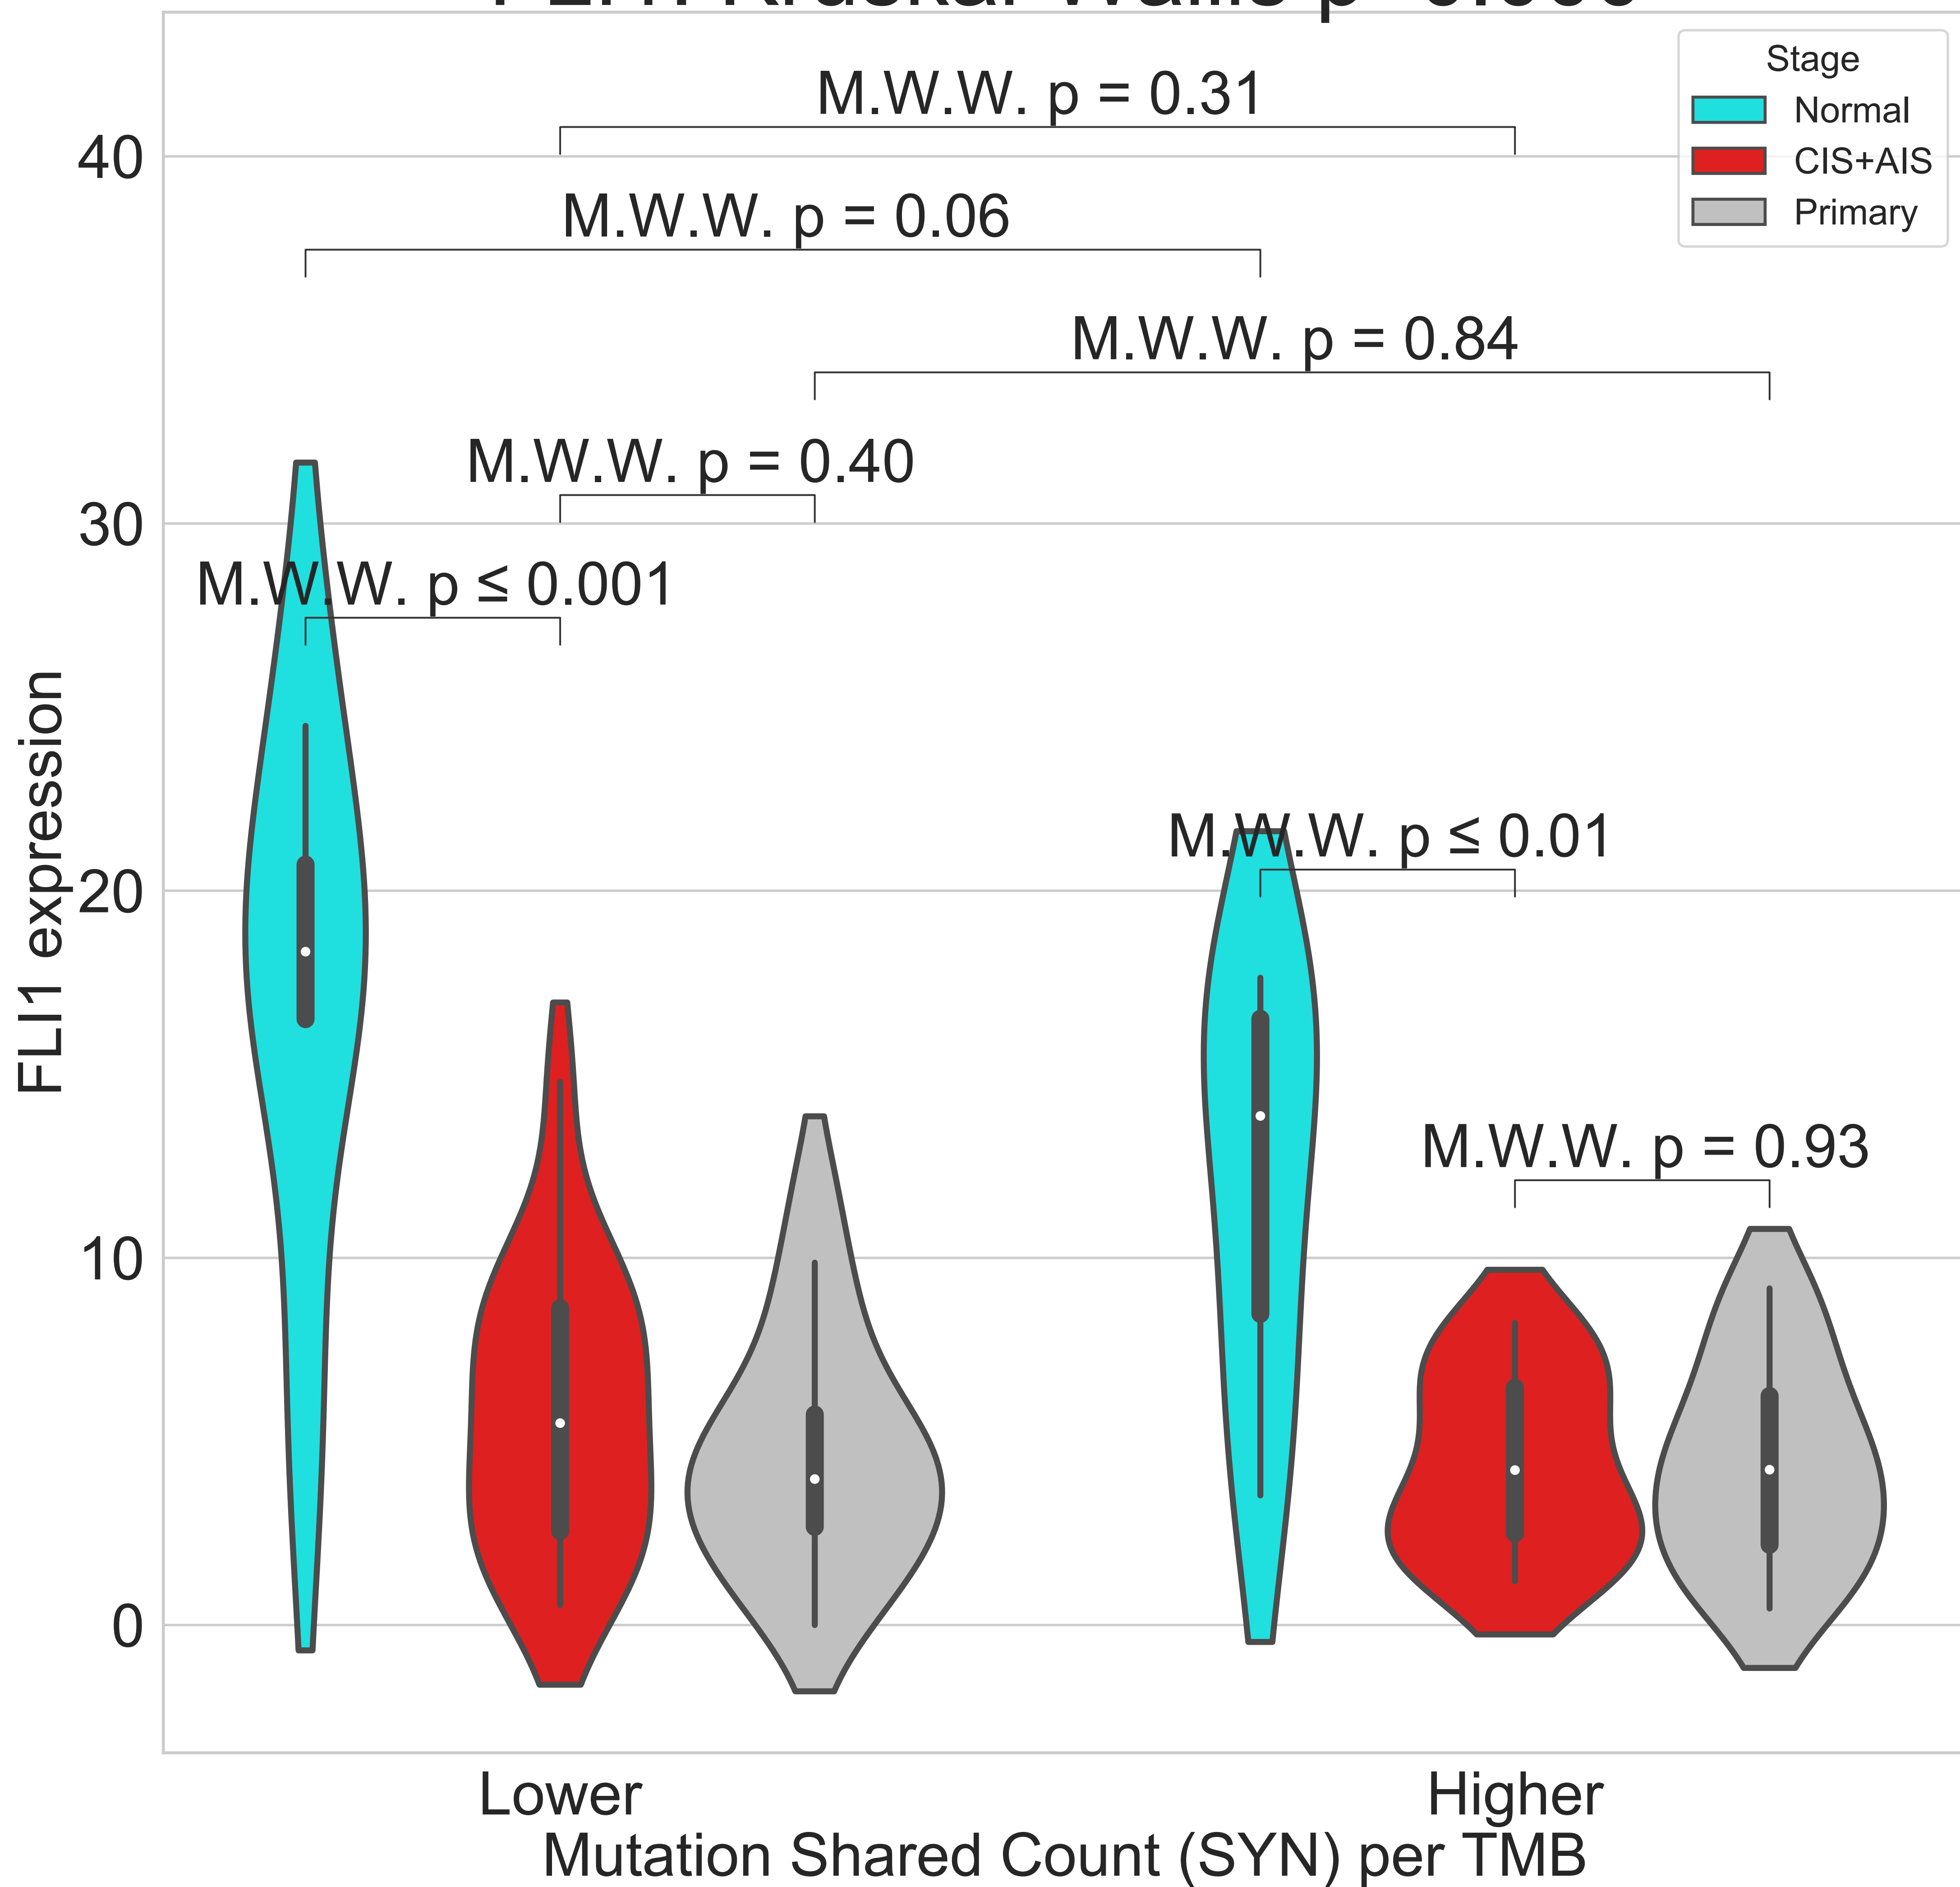 Stage
Normal
CIS+AIS
Primary
M.W.W. p = 0.31
M.W.W. p = 0.06
M.W.W. p = 0.84
M.W.W. p = 0.40
M.W.W. p ≤ 0.001
M.W.W. p ≤ 0.01
M.W.W. p = 0.93
40
30
20
10
0
FLI1 expression
Lower
Higher
Mutation Shared Count (SYN) per TMB